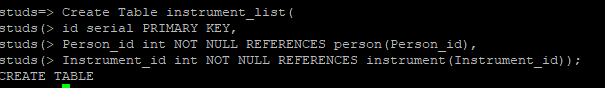 studs=> Create Table instrument_list(
studs(> id serial PRIMARY KEY,
studs(> Person_id int NOT NULL REFERENCES person(Person_id),
studs(> Instrument_id int NOT NULL REFERENCES instrument(Instrument_id));
CREATE TABLE